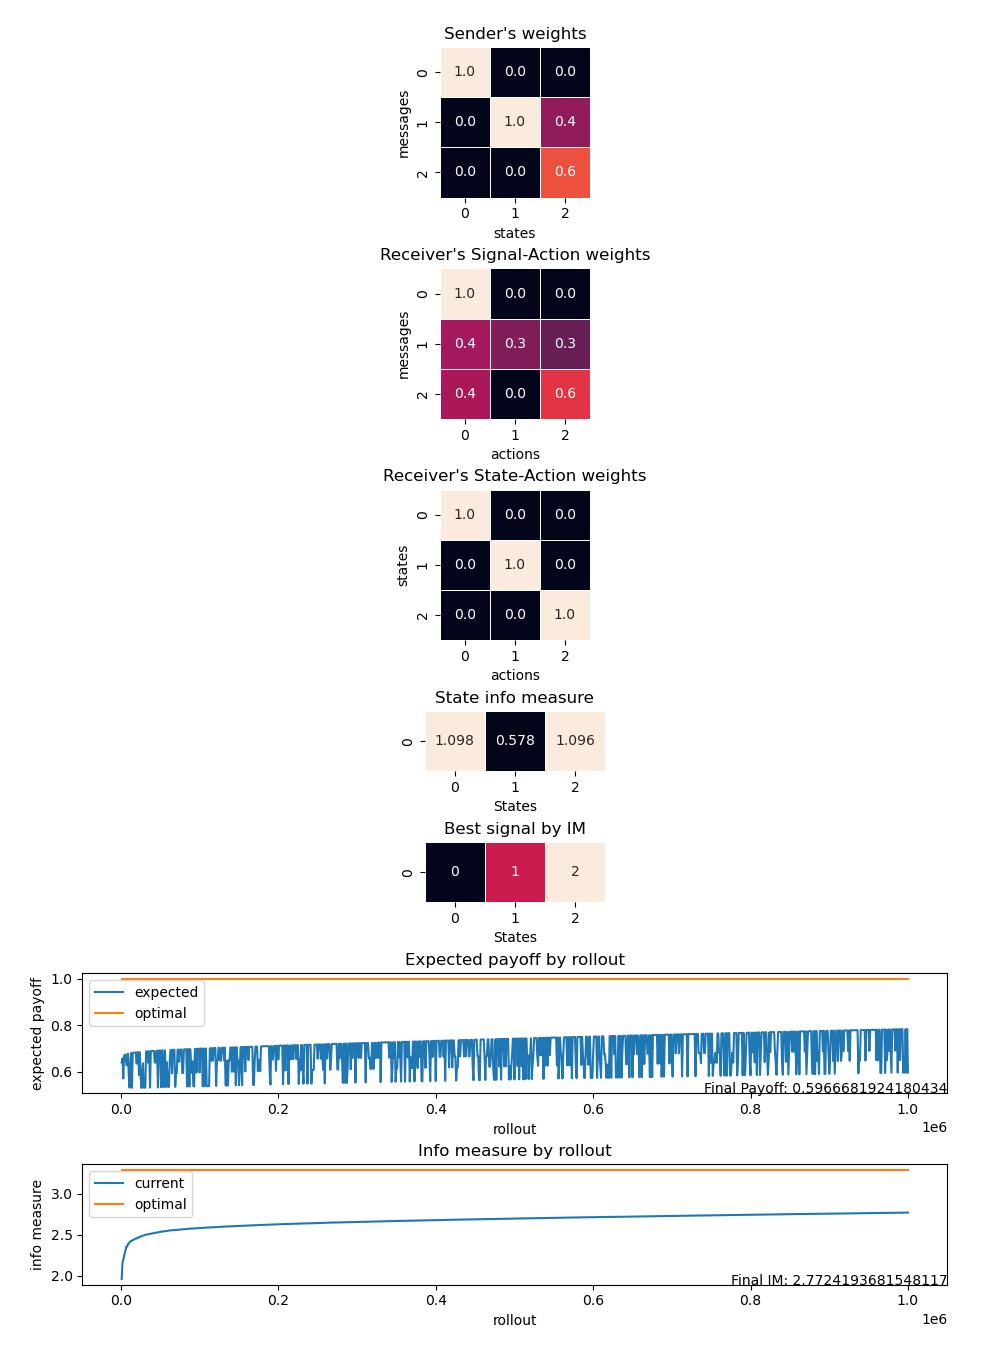 Sender's weights
0 1.0 0.0 0.0
messages
1 0.0 1.0 0.4
2 0.0 0.0 0.6
0 1 2
states
Receiver's Signal-Action weights
0 1.0 0.0 0.0
messages
1 0.4 0.3 0.3
2 0.4 0.0 0.6
0 1 2
actions
Receiver's State-Action weights
0 1.0 0.0 0.0
states
1 0.0 1.0 0.0
2 0.0 0.0 1.0
0 1 2
actions
State info measure
0 1.098 0.578 1.096
0 1 2
States
Best signal by IM
0 0 1 2
0 1 2
States
Expected payoff by rollout
expected payoff
1.0
0.8
0.6
expected
optimal
Final Payoff: 0.5966681924180434
0.0 0.2 0.4 0.6 0.8 1.0
1e6
rollout
Info measure by rollout
info measure
3.0
2.5
2.0
current
optimal
Final IM: 2.7724193681548117
0.0 0.2 0.4 0.6 0.8 1.0
1e6
rollout